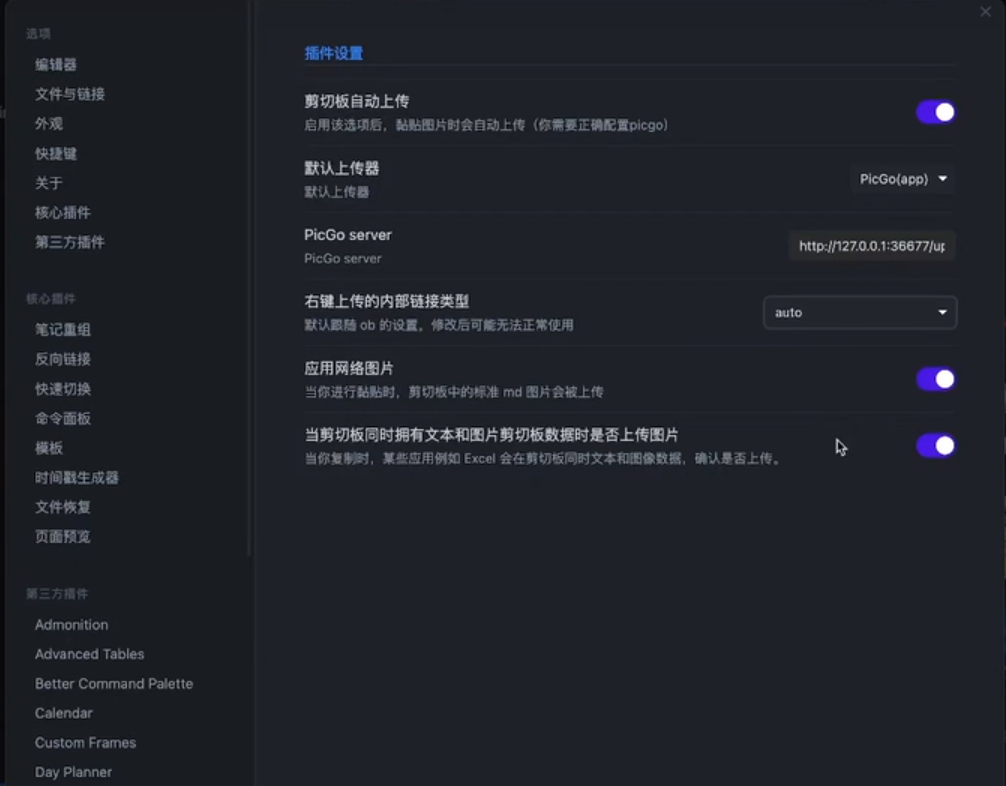 选项
编辑器
文件与链接
外观
快捷键
关于
核心插件
第三方插件
核心插件
笔记重组
反向链接
快速切换
命令面板
模板
时间戳生成器
文件恢复
页面预览
第三方插件
Admonition
Advanced Tables
Better Command Palette
Calendar
Custom Frames
Day Planner
插件设置
剪切板自动上传
启用该选项后，黏贴图片时会自动上传（你需要正确配置picgo）
默认上传器
默认上传器
PicGo(app)
PicGo server
PicGo server
http://127.0.0.1:36677/up
右键上传的内部链接类型
默认跟随 ob 的设置，修改后可能无法正常使用
auto
应用网络图片
当你进行黏贴时，剪切板中的标准 md 图片会被上传
当剪切板同时拥有文本和图片剪切板数据时是否上传图片
当你复制时，某些应用例如 Excel 会在剪切板同时文本和图像数据，确认是否上传。